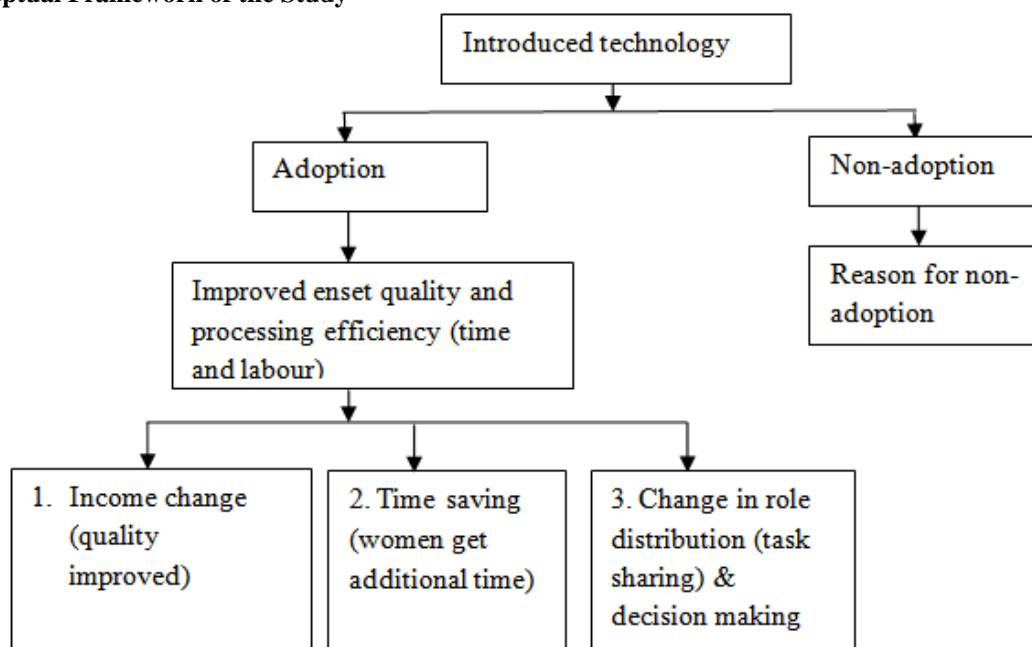 Framework of the Study
Introduced technology
Adoption
Non-adoption
Improved enset quality and
processing efficiency (time
and labour)
Reason for non-
adoption
1. Income change
(quality
improved)
2. Time saving
(women get
additional time)
3. Change in role
distribution (task
sharing) &
decision making